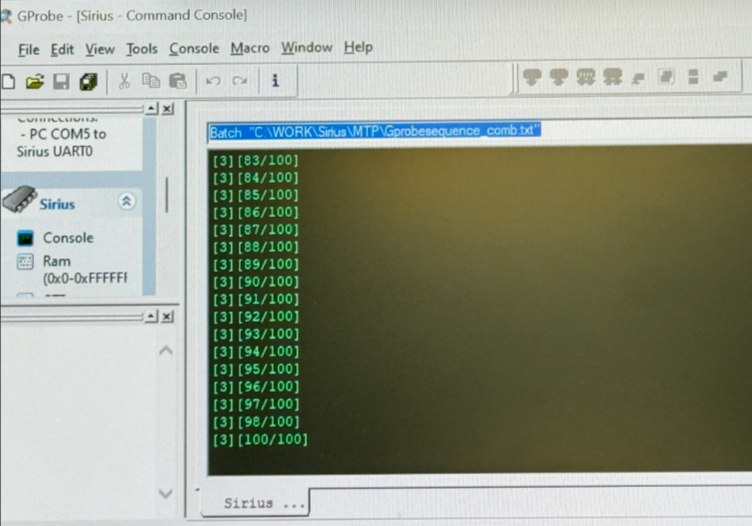 GProbe - [Sirius - Command Console]
File Edit View Tools Console Macro Window Help
- PC COM5 to
Sirius UART0
Sirius
Console
Ram
(0x0-0xFFFFF
Batch "C:\WORK\Sirius\MTP\Gprobesequence_comb.txt"
[3][83/100]
[3][84/100]
[3][85/100]
[3][86/100]
[3][87/100]
[3][88/100]
[3][89/100]
[3][90/100]
[3][91/100]
[3][92/100]
[3][93/100]
[3][94/100]
[3][95/100]
[3][96/100]
[3][97/100]
[3][98/100]
[3][100/100]
Sirius ...